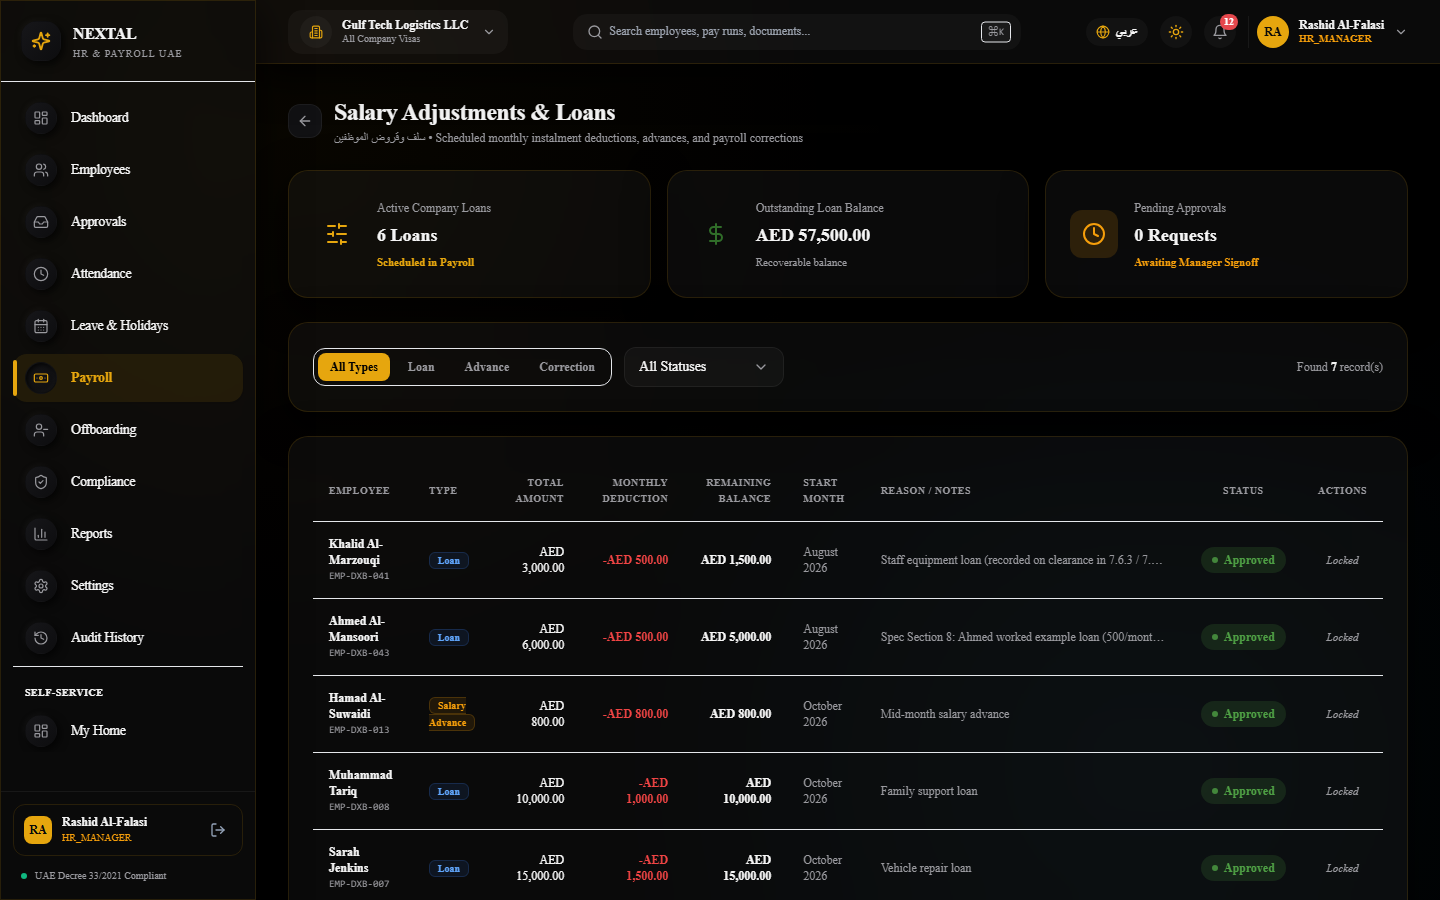 NEXTAL
HR & PAYROLL UAE
Gulf Tech Logistics LLC
All Company Visas
Search employees, pay runs, documents...
⌘K
عربي
12
RA
Rashid Al-Falasi
HR_MANAGER
Dashboard
Employees
Approvals
Attendance
Leave & Holidays
Payroll
Offboarding
Compliance
Reports
Settings
Audit History
SELF-SERVICE
My Home
RA
Rashid Al-Falasi
HR_MANAGER
UAE Decree 33/2021 Compliant
Salary Adjustments & Loans
سلف وقروض الموظفين • Scheduled monthly instalment deductions, advances, and payroll corrections
Active Company Loans
6 Loans
Scheduled in Payroll
Outstanding Loan Balance
AED 57,500.00
Recoverable balance
Pending Approvals
0 Requests
Awaiting Manager Signoff
All Types Loan Advance Correction
All Statuses
Found 7 record(s)
EMPLOYEE TYPE TOTAL AMOUNT MONTHLY DEDUCTION REMAINING BALANCE START MONTH REASON / NOTES STATUS ACTIONS
Khalid Al-Marzouqi EMP-DXB-041 Loan AED 3,000.00 -AED 500.00 AED 1,500.00 August 2026 Staff equipment loan (recorded on clearance in 7.6.3 / 7.… Approved Locked
Ahmed Al-Mansoori EMP-DXB-043 Loan AED 6,000.00 -AED 500.00 AED 5,000.00 August 2026 Spec Section 8: Ahmed worked example loan (500/mont… Approved Locked
Hamad Al-Suwaidi EMP-DXB-013 Salary Advance AED 800.00 -AED 800.00 AED 800.00 October 2026 Mid-month salary advance Approved Locked
Muhammad Tariq EMP-DXB-008 Loan AED 10,000.00 -AED 1,000.00 AED 10,000.00 October 2026 Family support loan Approved Locked
Sarah Jenkins EMP-DXB-007 Loan AED 15,000.00 -AED 1,500.00 AED 15,000.00 October 2026 Vehicle repair loan Approved Locked